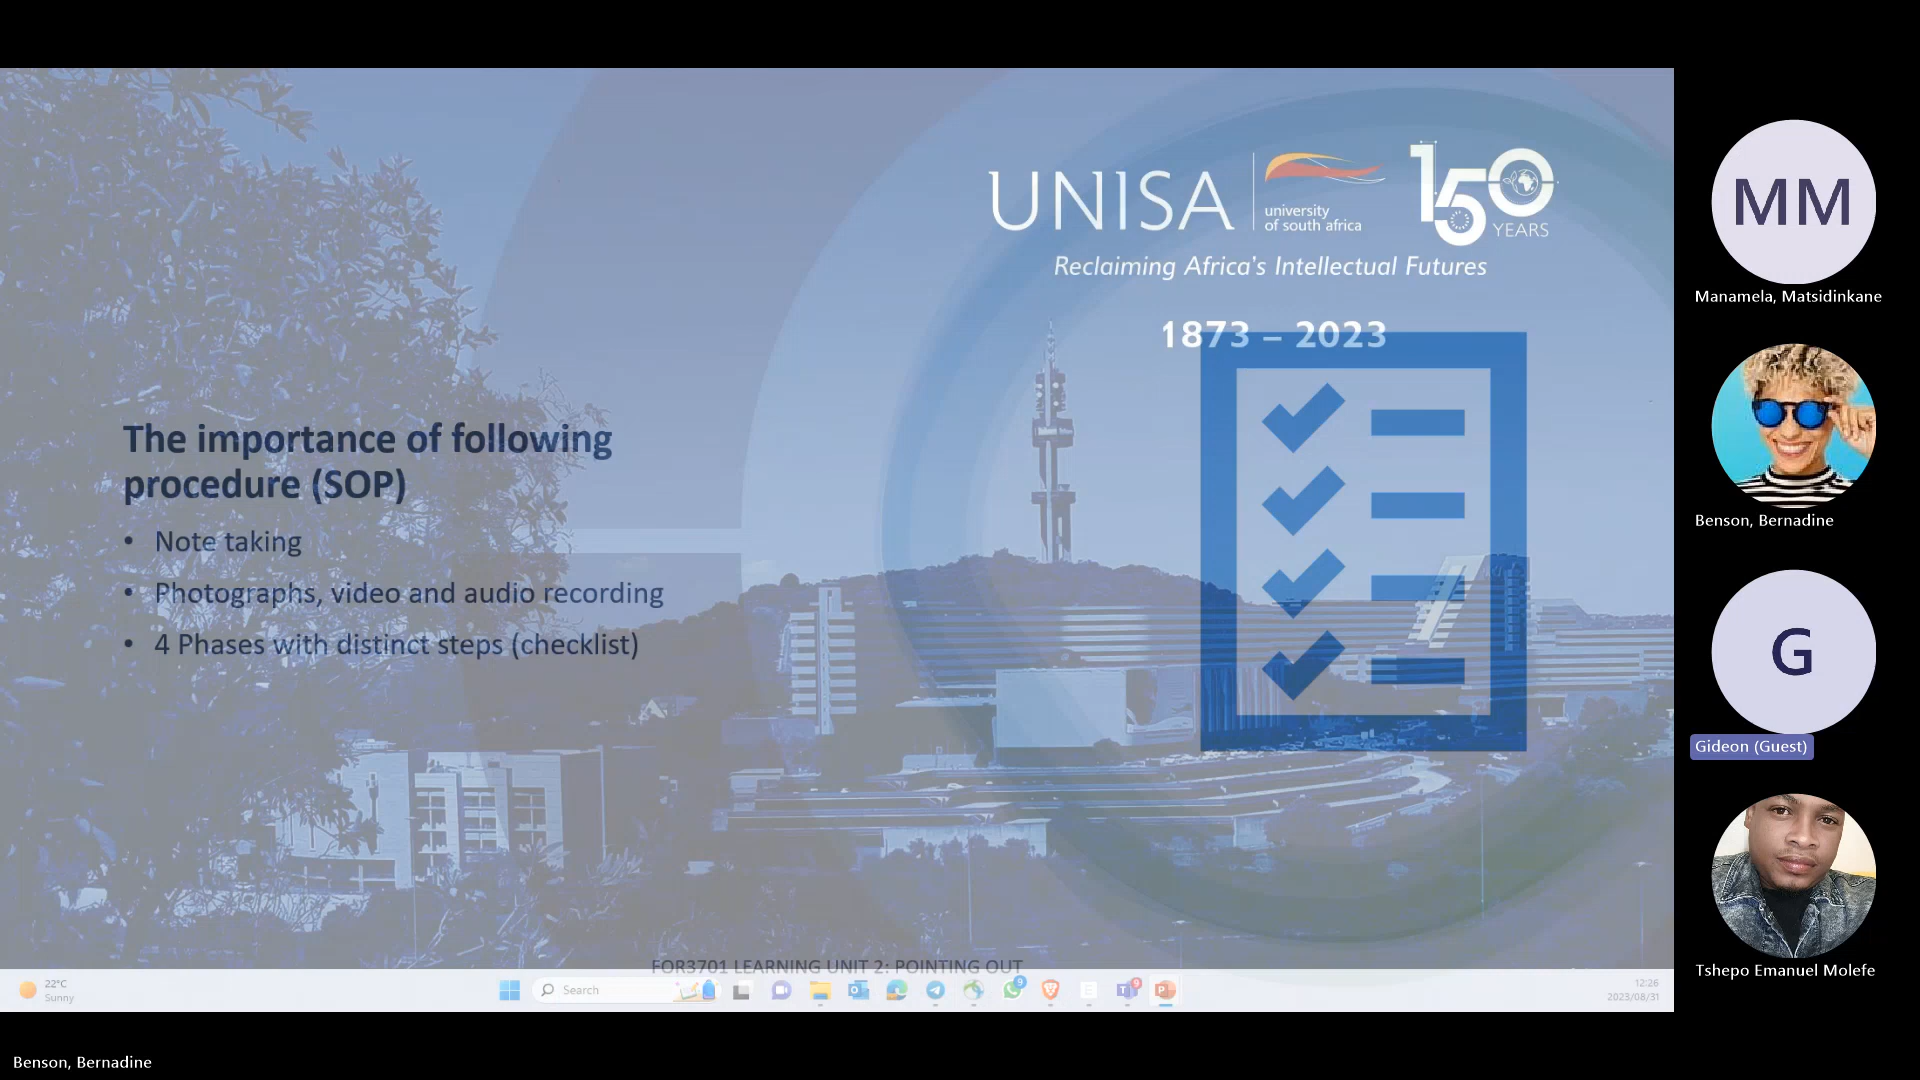 UNISA
university
of south africa
150
YEARS
Reclaiming Africa's Intellectual Futures
1873 – 2023
The importance of following
procedure (SOP)
• Note taking
• Photographs, video and audio recording
• 4 Phases with distinct steps (checklist)
FOR3701 LEARNING UNIT 2: POINTING OUT
22°C
Sunny
Search
9
9
12:26
2023/08/31
MM
Manamela, Matsidinkane
Benson, Bernadine
G
Gideon (Guest)
Tshepo Emanuel Molefe
Benson, Bernadine